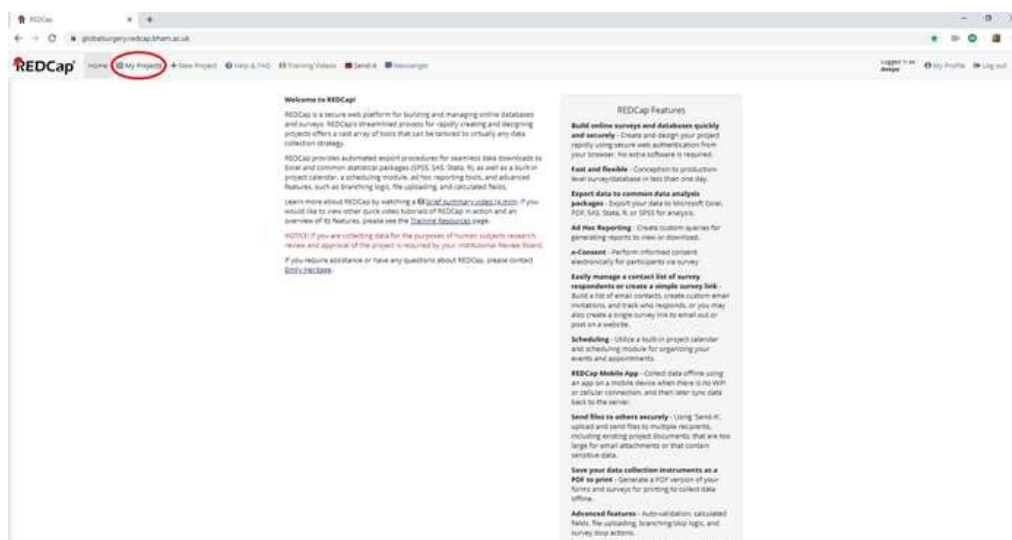 REDCap
globalsurgery.redcap.bham.ac.uk
REDCap Home My Projects + New Project Help & FAQ Training Videos Send-It Messenger
Logged in as
My Profile Log out
Welcome to REDCap!
REDCap is a secure web platform for building and managing online databases
and surveys. REDCap's streamlined process for rapidly creating and designing
projects offers a vast array of tools that can be tailored to virtually any data
collection strategy.
REDCap provides automated export procedures for seamless data downloads to
Excel and common statistical packages (SPSS, SAS, Stata, R), as well as a built-in
project calendar, a scheduling module, ad hoc reporting tools, and advanced
features, such as branching logic, file uploading, and calculated fields.
Learn more about REDCap by watching a brief summary video (4 min). If you
would like to view other quick video tutorials of REDCap in action and an
overview of its features, please see the Training Resources page.
NOTICE: If you are collecting data for the purposes of human subjects research,
review and approval of the project is required by your Institutional Review Board.
If you require assistance or have any questions about REDCap, please contact
Emily Heritage.
REDCap Features
Build online surveys and databases quickly
and securely - Create and design your project
rapidly using secure web authentication from
your browser. No extra software is required.
Fast and flexible - Conception to production-
level survey/database in less than one day.
Export data to common data analysis
packages - Export your data to Microsoft Excel,
PDF, SAS, Stata, R, or SPSS for analysis.
Ad Hoc Reporting - Create custom queries for
generating reports to view or download.
e-Consent - Perform informed consent
electronically for participants via survey.
Easily manage a contact list of survey
respondents or create a simple survey link -
Build a list of email contacts, create custom email
invitations, and track who responds, or you may
also create a single survey link to email out or
post on a website.
Scheduling - Utilize a built-in project calendar
and scheduling module for organizing your
events and appointments.
REDCap Mobile App - Collect data offline using
an app on a mobile device when there is no WiFi
or cellular connection, and then later sync data
back to the server.
Send files to others securely - Using 'Send-It',
upload and send files to multiple recipients,
including existing project documents, that are too
large for email attachments or that contain
sensitive data.
Save your data collection instruments as a
PDF to print - Generate a PDF version of your
forms and surveys for printing to collect data
offline.
Advanced features - Auto-validation, calculated
fields, file uploading, branching/skip logic, and
survey stop actions.